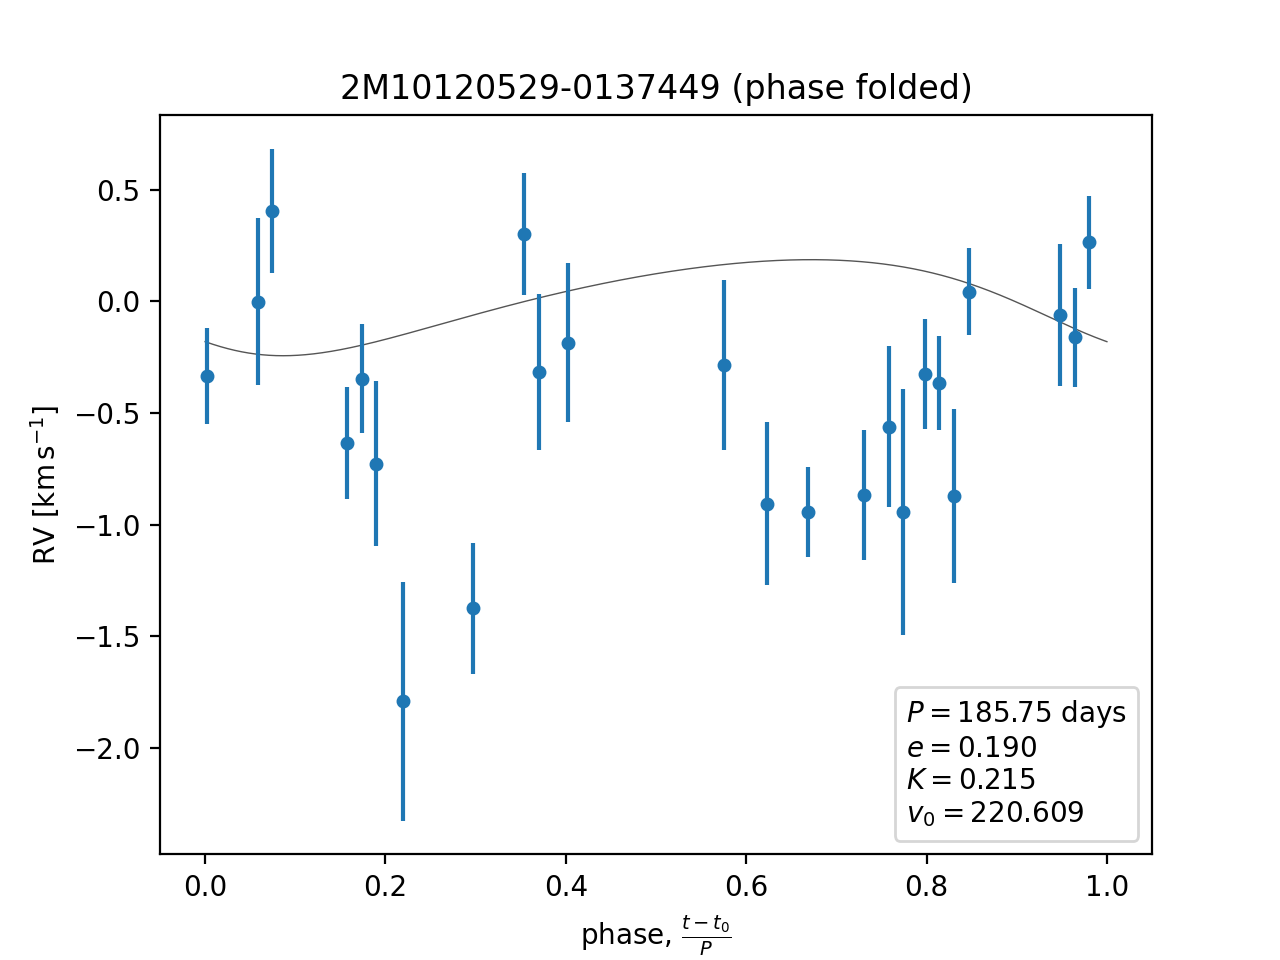 2M10120529-0137449 (phase folded)
RV [km s⁻¹]
0.5
0.0
−0.5
−1.0
−1.5
−2.0
P = 185.75 days
e = 0.190
K = 0.215
v₀ = 220.609
0.0 0.2 0.4 0.6 0.8 1.0
phase, (t − t₀)/P